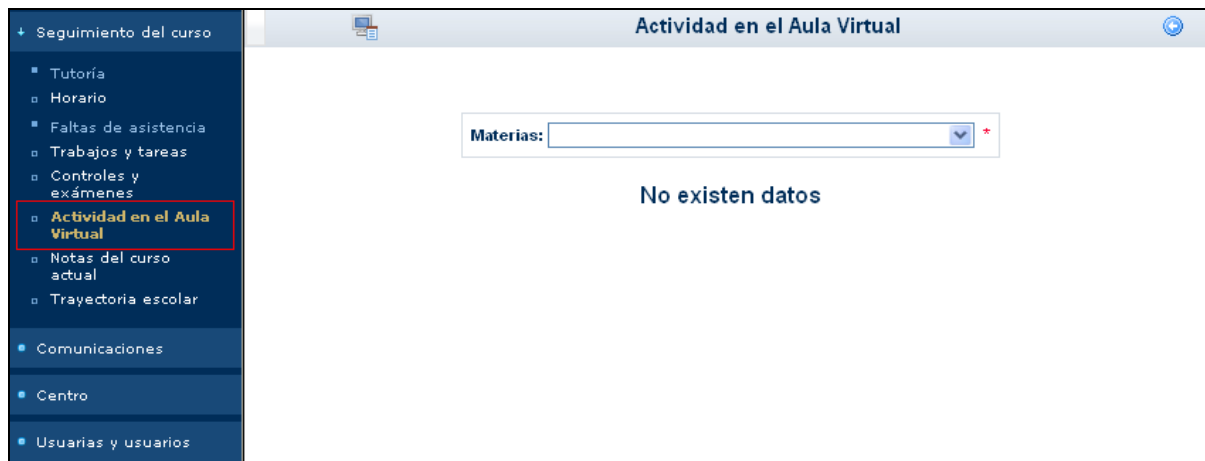 Seguimiento del curso
Tutoría
Horario
Faltas de asistencia
Trabajos y tareas
Controles y
exámenes
Actividad en el Aula
Virtual
Notas del curso
actual
Trayectoria escolar
Comunicaciones
Centro
Usuarias y usuarios
Actividad en el Aula Virtual
Materias: *
No existen datos